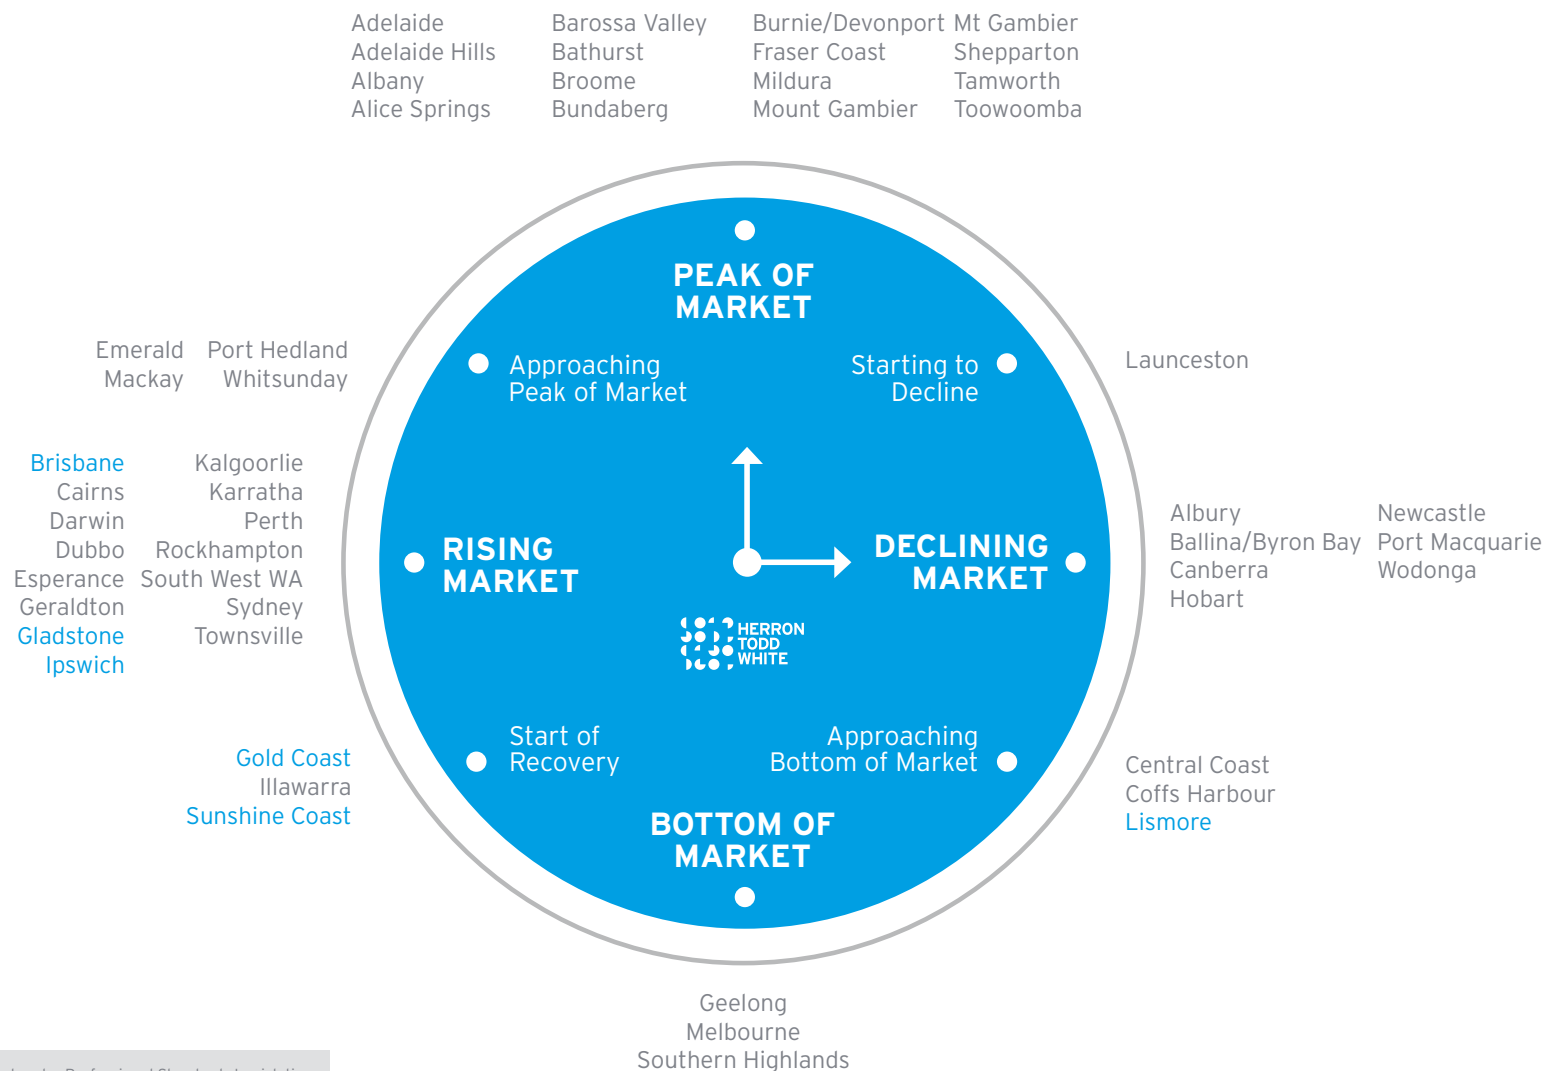 Adelaide
Adelaide Hills
Albany
Alice Springs
Barossa Valley
Bathurst
Broome
Bundaberg
Burnie/Devonport
Fraser Coast
Mildura
Mount Gambier
Mt Gambier
Shepparton
Tamworth
Toowoomba
PEAK OF
MARKET
Emerald
Mackay
Port Hedland
Whitsunday
Approaching
Peak of Market
Starting to
Decline
Launceston
Brisbane
Cairns
Darwin
Dubbo
Esperance
Geraldton
Gladstone
Ipswich
Kalgoorlie
Karratha
Perth
Rockhampton
South West WA
Sydney
Townsville
RISING
MARKET
DECLINING
MARKET
Albury
Ballina/Byron Bay
Canberra
Hobart
Newcastle
Port Macquarie
Wodonga
HERRON
TODD
WHITE
Gold Coast
Illawarra
Sunshine Coast
Start of
Recovery
Approaching
Bottom of Market
Central Coast
Coffs Harbour
Lismore
BOTTOM OF
MARKET
Geelong
Melbourne
Southern Highlands